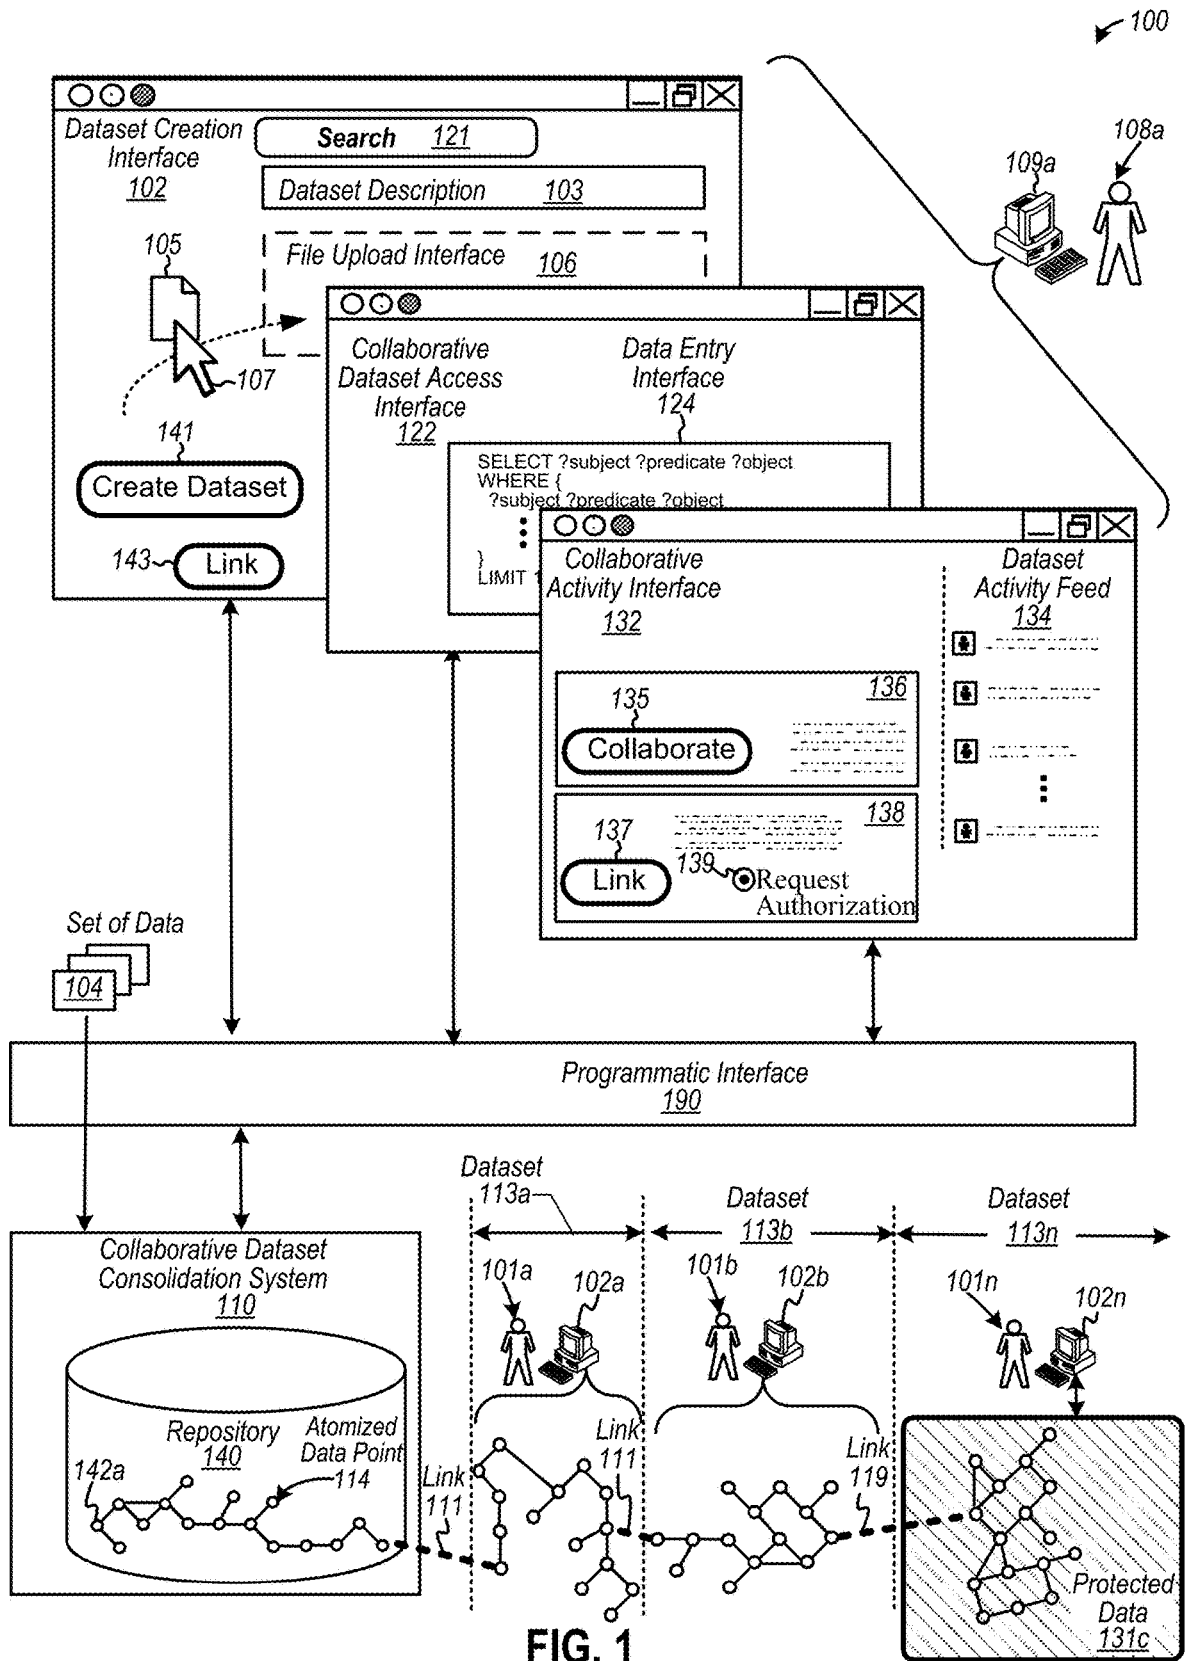 100
Dataset Creation
Interface
102
Search 121
Dataset Description 103
109a
108a
105
File Upload Interface 106
107
Collaborative
Dataset Access
Interface
122
Data Entry
Interface
124
141
Create Dataset
143
Link
SELECT ?subject ?predicate ?object
WHERE {
?subject ?predicate ?object
}
LIMIT 1
Collaborative
Activity Interface
132
Dataset
Activity Feed
134
135
136
Collaborate
137
138
139
Link
Request
Authorization
Set of Data
104
Programmatic Interface
190
Dataset
113a
Dataset
113b
Dataset
113n
Collaborative Dataset
Consolidation System
110
101a
102a
101b
102b
101n
102n
Repository
140
Atomized
Data Point
114
142a
Link
111
Link
111
Link
119
Protected
Data
131c
FIG. 1